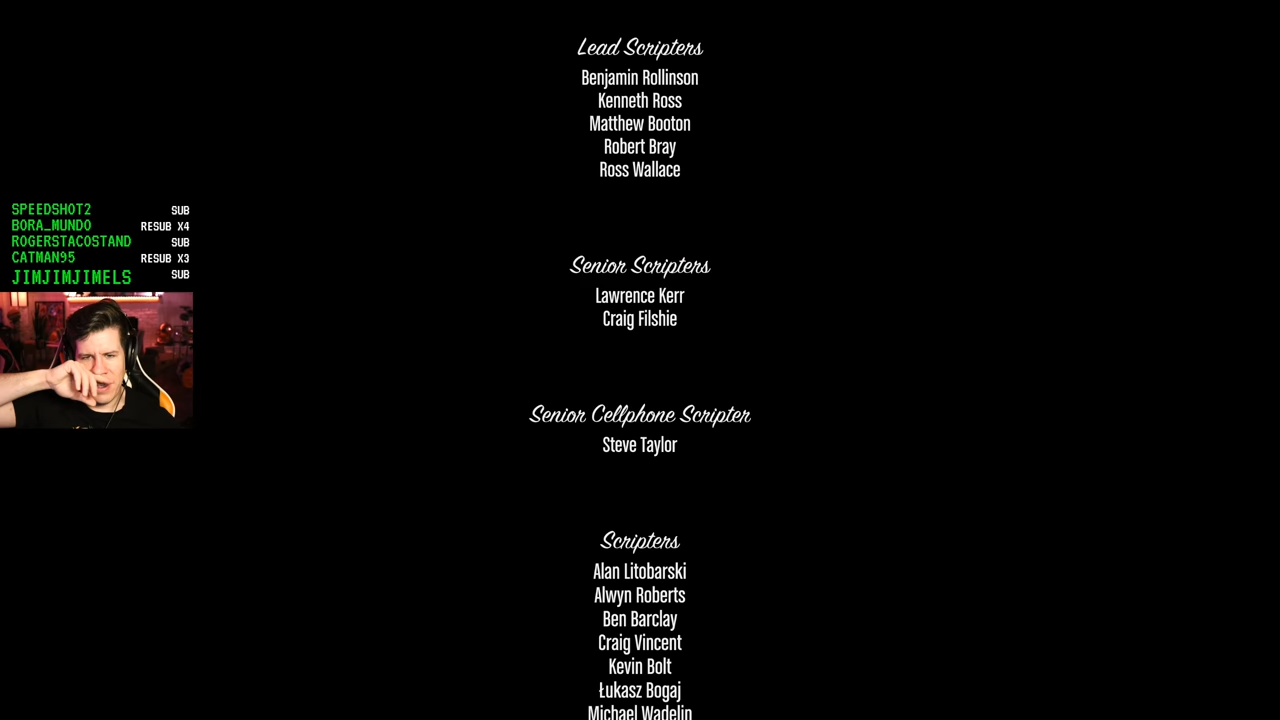 Lead Scripters
Benjamin Rollinson
Kenneth Ross
Matthew Booton
Robert Bray
Ross Wallace
SPEEDSHOT2 SUB
BORA_MUNDO RESUB X4
ROGERSTACOSTAND SUB
CATMAN95 RESUB X3
JIMJIMJIMELS SUB
Senior Scripters
Lawrence Kerr
Craig Filshie
Senior Cellphone Scripter
Steve Taylor
Scripters
Alan Litobarski
Alwyn Roberts
Ben Barclay
Craig Vincent
Kevin Bolt
Łukasz Bogaj
Michael Wadelin